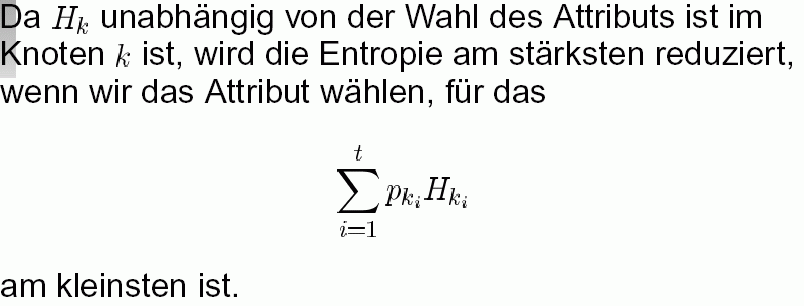 Da H_k unabhängig von der Wahl des Attributs ist im
Knoten k ist, wird die Entropie am stärksten reduziert,
wenn wir das Attribut wählen, für das
\sum_{i=1}^{t} p_{k_i} H_{k_i}
am kleinsten ist.